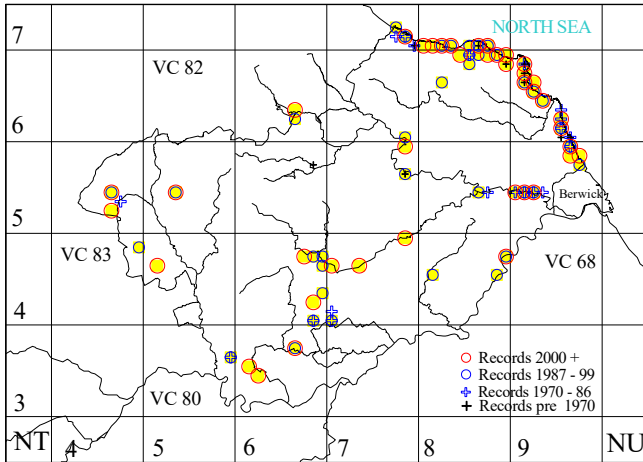 NORTH SEA
7
VC 82
6
Berwick
5
VC 83
VC 68
4
Records 2000 +
Records 1987 - 99
Records 1970 - 86
VC 80
Records pre 1970
3
NT 4 5 6 7 8 9 NU